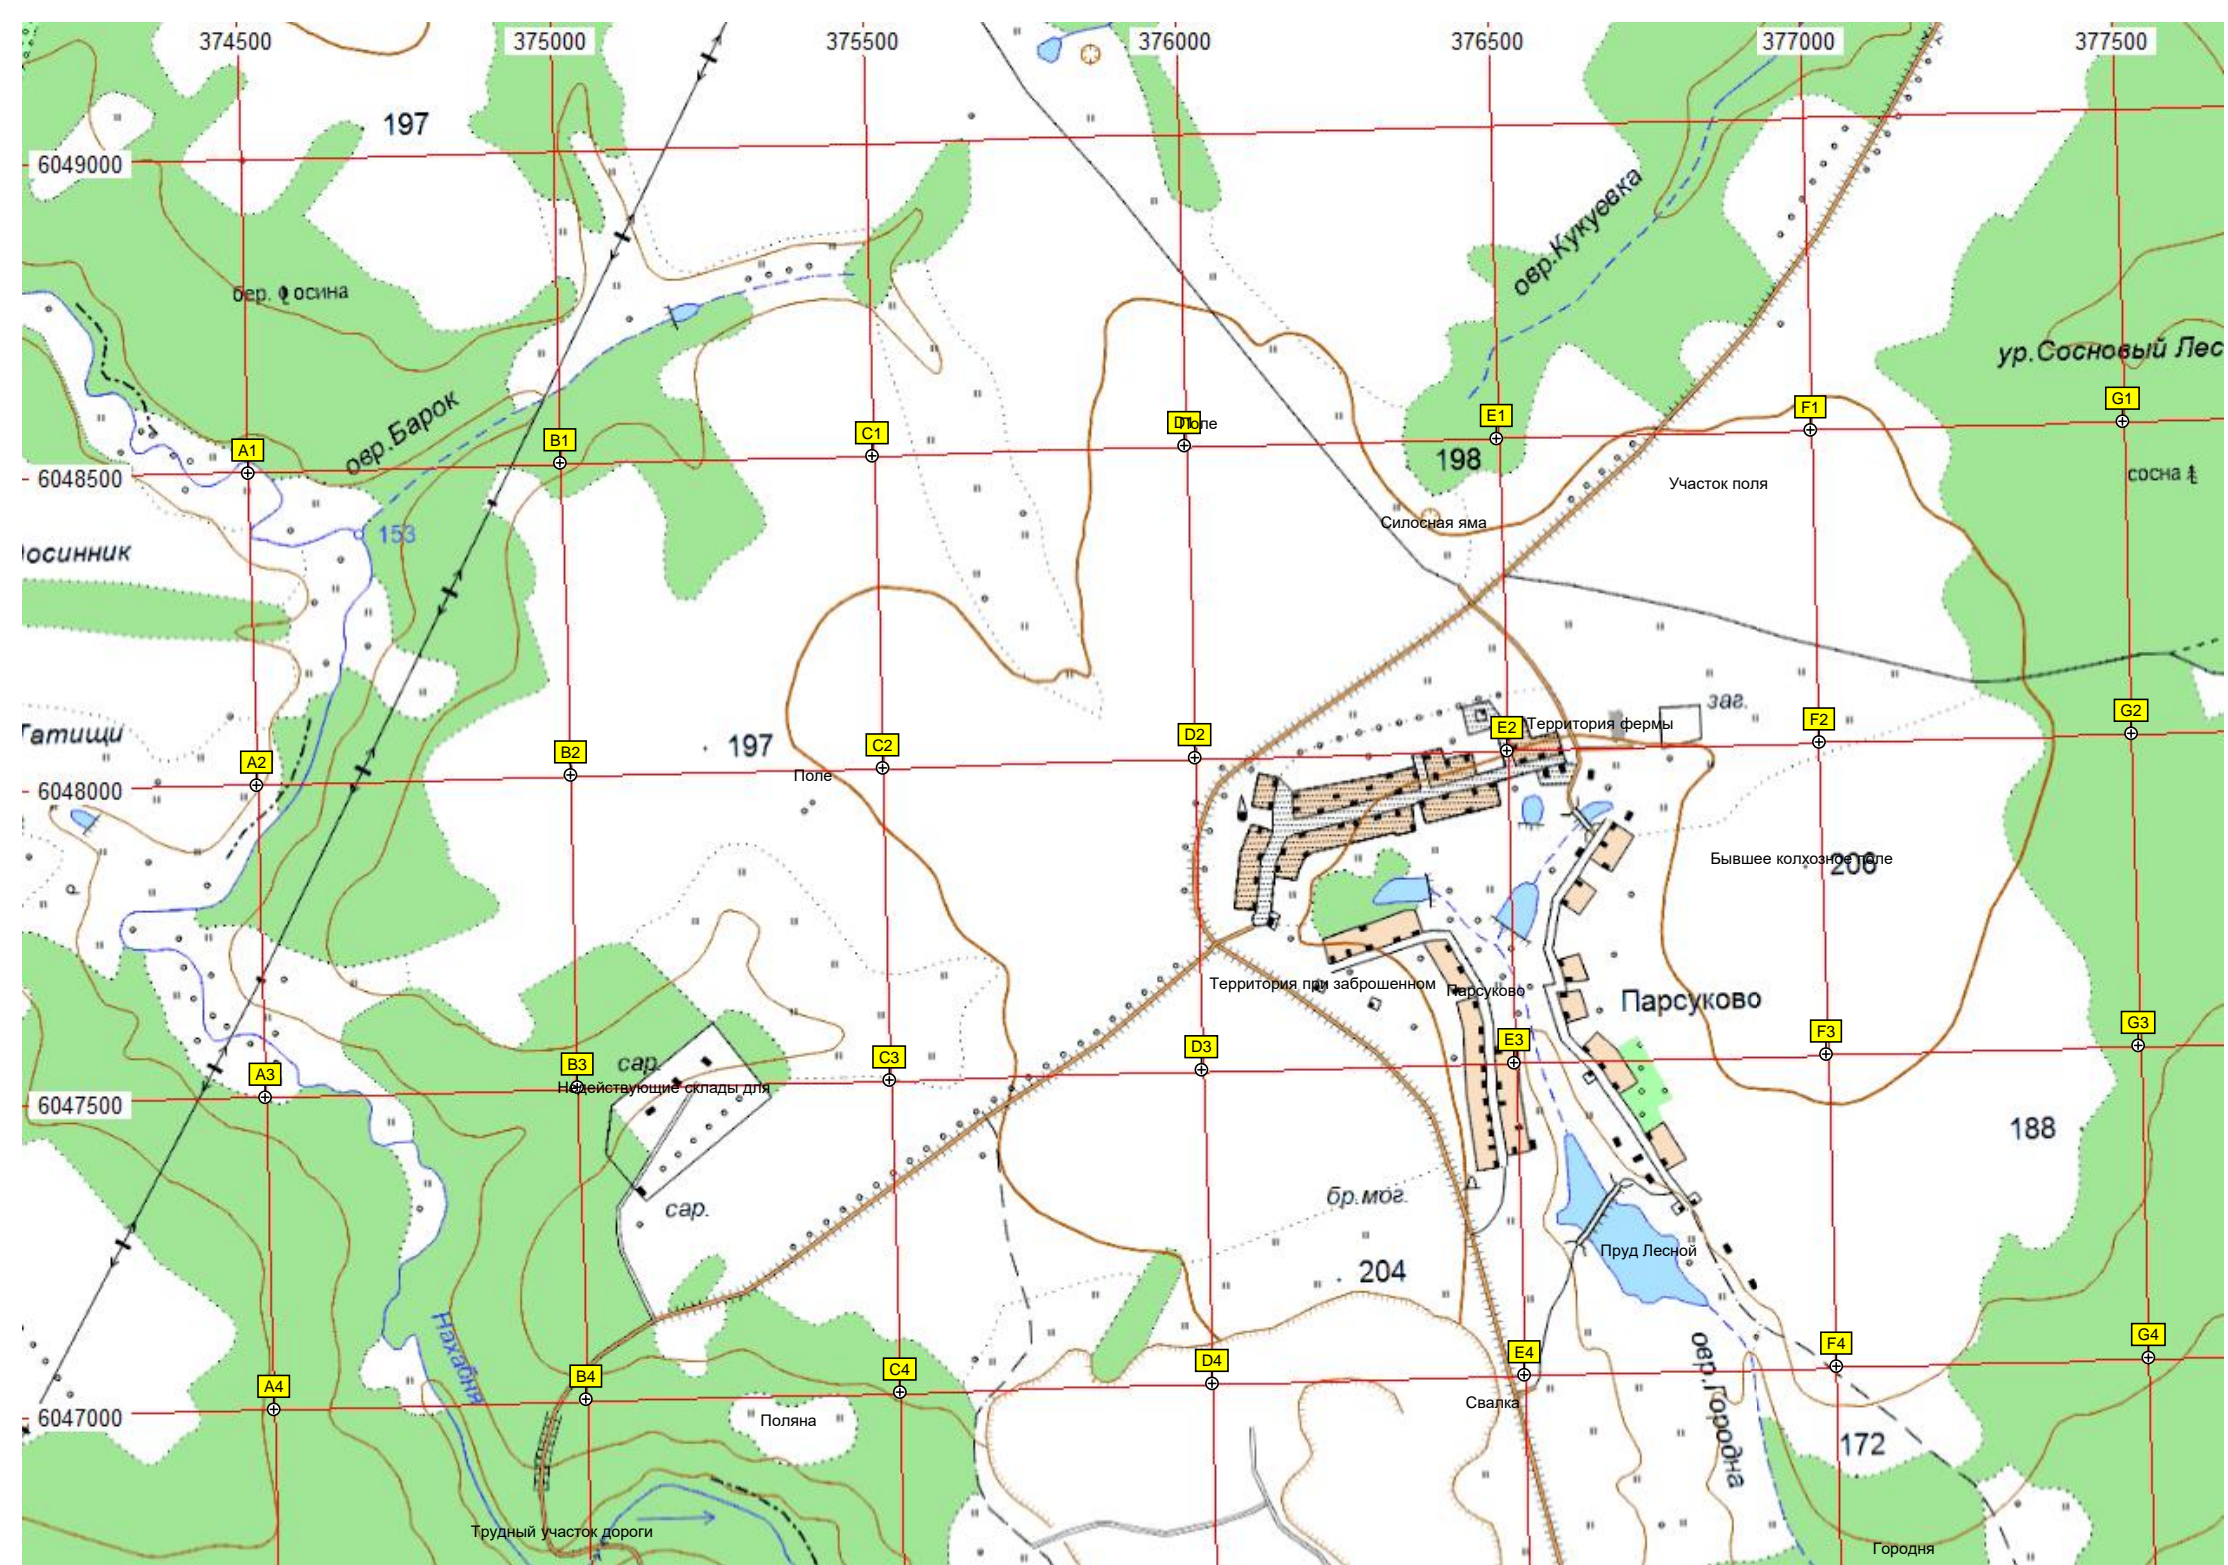 374500
375000
375500
376000
376500
377000
377500
197
6049000
овр.Кукуевка
бер. осина
ур.Сосновый Лес
овр.Барок
A1
B1
C1
D1
Поле
E1
F1
G1
198
6048500
сосна
Участок поля
Силосная яма
153
осинник
Татищи
заг.
A2
B2
197
C2
D2
E2
Территория фермы
F2
G2
6048000
Поле
Бывшее колхозное поле
206
Территория при заброшенном
Парсуково
Парсуково
A3
сар.
B3
C3
D3
E3
F3
G3
Недействующие склады для
6047500
188
сар.
бр.мог.
204
Пруд Лесной
Нахабня
овр.Городна
A4
B4
C4
D4
E4
F4
G4
6047000
Поляна
Свалка
172
Трудный участок дороги
Городня